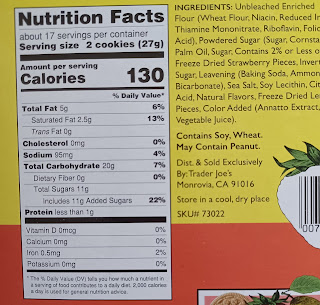 Nutrition Facts
about 17 servings per container
Serving size 2 cookies (27g)
Amount per serving
Calories 130
% Daily Value*
Total Fat 5g 6%
Saturated Fat 2.5g 13%
Trans Fat 0g
Cholesterol 0mg 0%
Sodium 95mg 4%
Total Carbohydrate 20g 7%
Dietary Fiber 0g 0%
Total Sugars 11g
Includes 11g Added Sugars 22%
Protein less than 1g
Vitamin D 0mcg 0%
Calcium 0mg 0%
Iron 0.5mg 2%
Potassium 0mg 0%
* The % Daily Value (DV) tells you how much a nutrient in
a serving of food contributes to a daily diet. 2,000 calories
a day is used for general nutrition advice.
INGREDIENTS: Unbleached Enriched
Flour (Wheat Flour, Niacin, Reduced
Thiamine Mononitrate, Riboflavin, Folic
Acid), Powdered Sugar (Sugar,
Palm Oil, Sugar, Contains 2% or Less
Freeze Dried Strawberry Pieces,
Sugar, Leavening (Baking Soda,
Bicarbonate), Sea Salt, Soy Lecithin,
Acid, Natural Flavors, Freeze Dried
Pieces, Color Added (Annatto
Vegetable Juice).
Contains Soy, Wheat.
May Contain Peanut.
Dist. & Sold Exclusively
By: Trader Joe's
Monrovia, CA 91016
Store in a cool, dry place
SKU# 73022